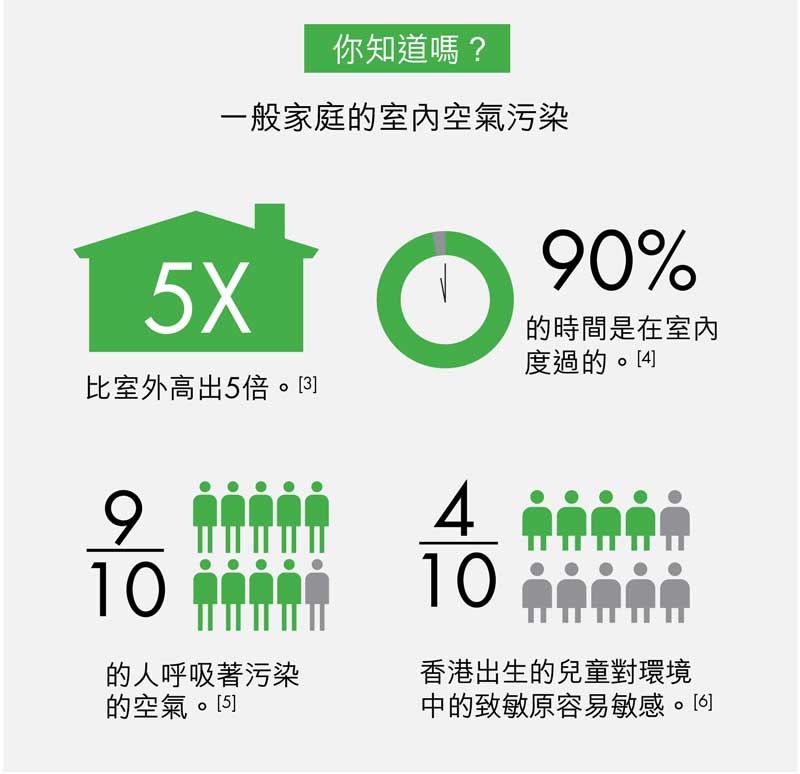 你知道嗎？
一般家庭的室內空氣污染
5X
比室外高出5倍。[3]
90%
的時間是在室內
度過的。[4]
9
10
的人呼吸著污染
的空氣。[5]
4
10
香港出生的兒童對環境
中的致敏原容易敏感。[6]